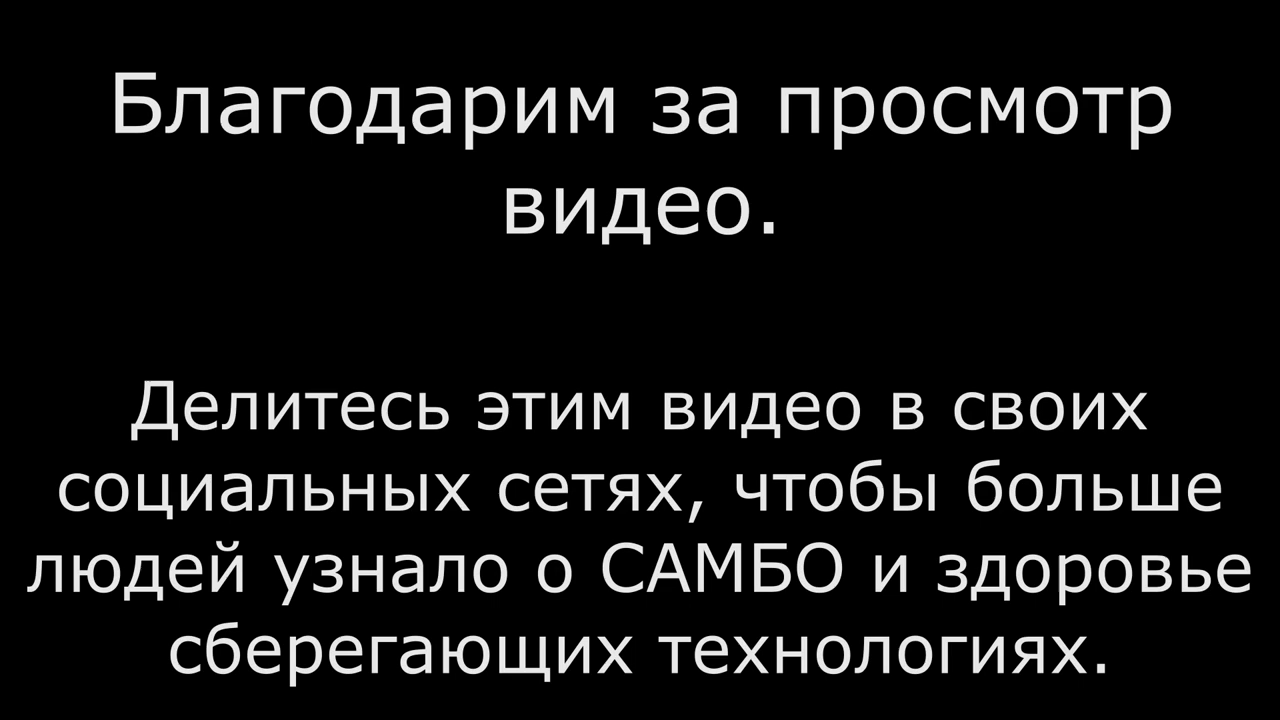 Благодарим за просмотр
видео.
Делитесь этим видео в своих
социальных сетях, чтобы больше
людей узнало о САМБО и здоровье
сберегающих технологиях.